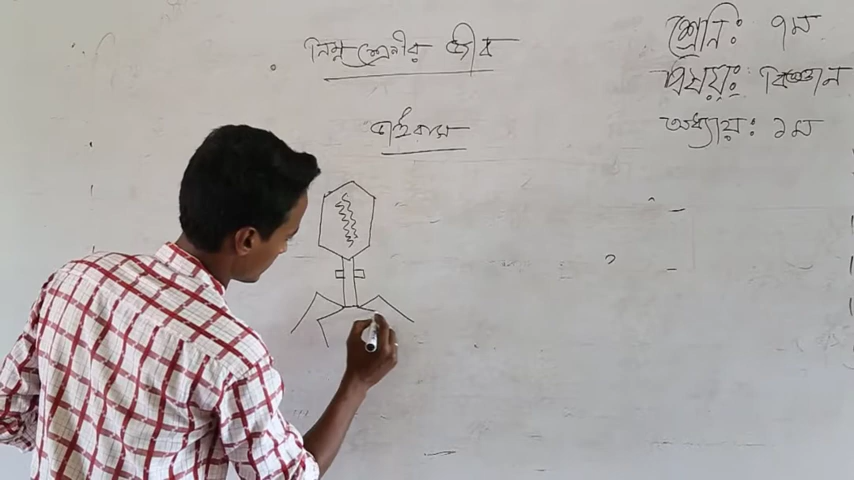 নিম্ন শ্রেনীর জীব
ভাইরাস
শ্রেনি: ৭ম
বিষয়: বিজ্ঞান
অধ্যায়: ১ম